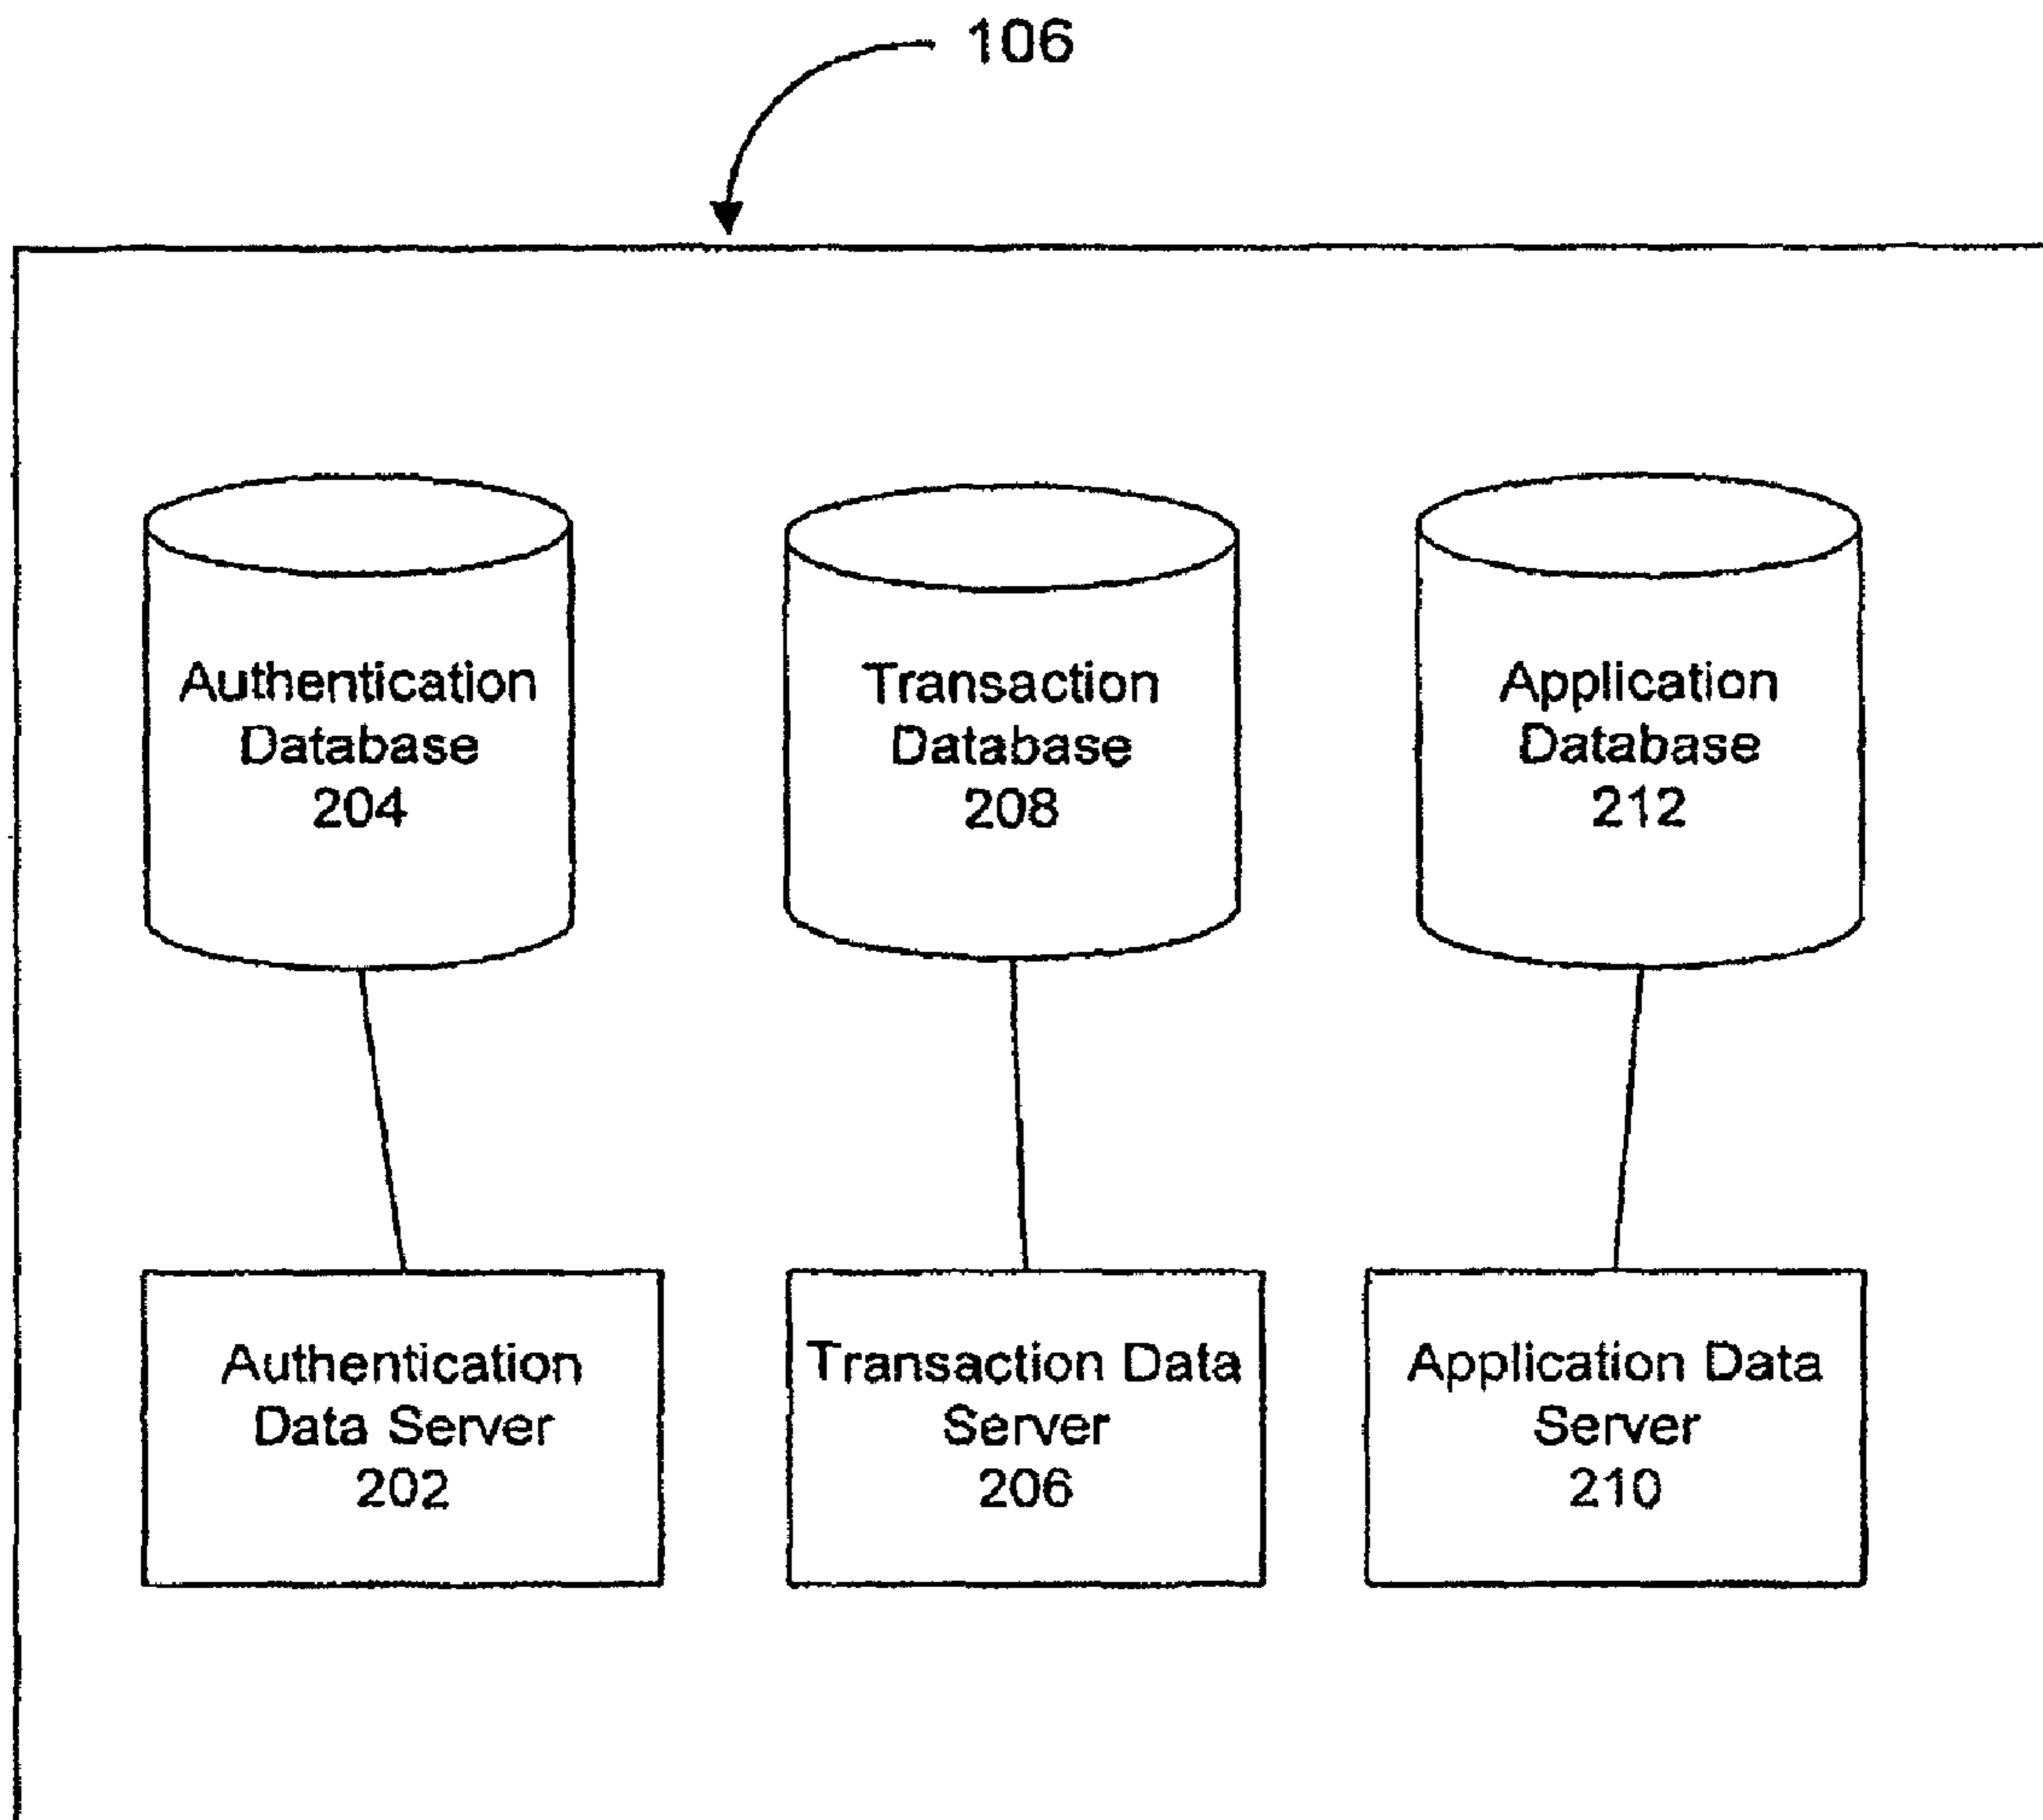 106
Authentication
Database
204
Transaction
Database
208
Application
Database
212
Authentication
Data Server
202
Transaction Data
Server
206
Application Data
Server
210